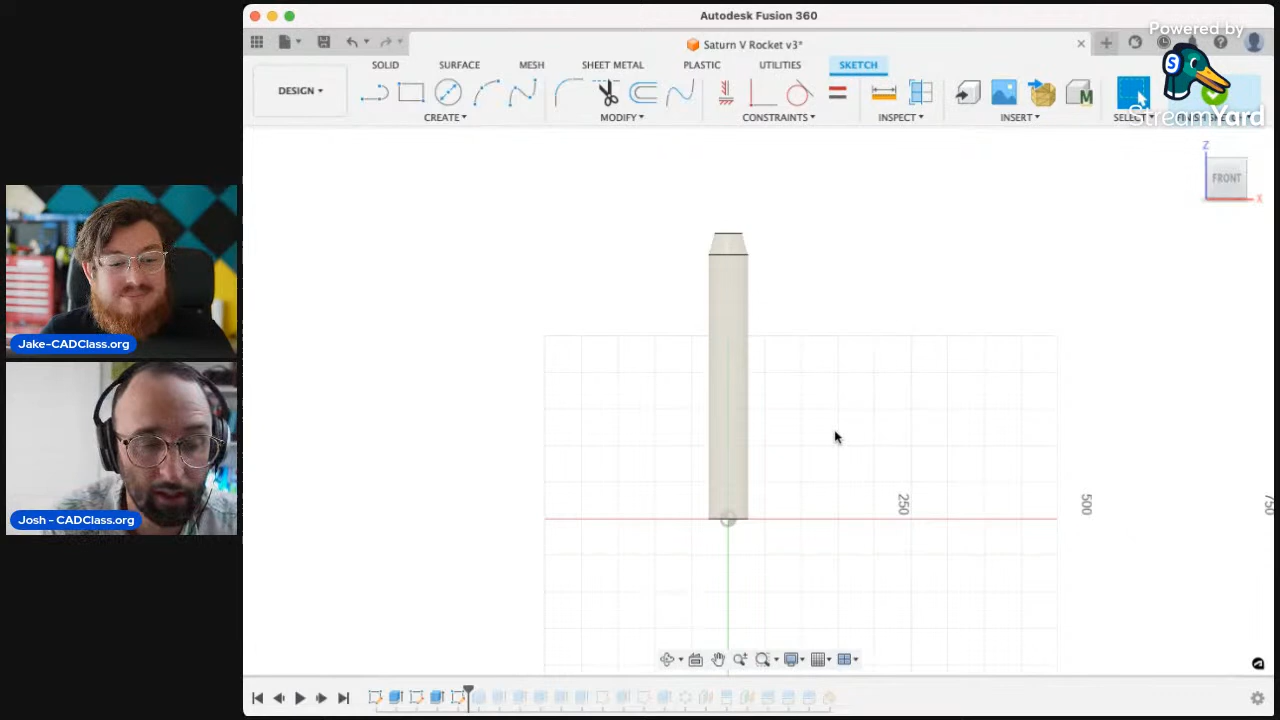 Autodesk Fusion 360
Powered by
Saturn V Rocket v3*
SOLID
SURFACE
MESH
SHEET METAL
PLASTIC
UTILITIES
SKETCH
DESIGN
CREATE
MODIFY
CONSTRAINTS
INSPECT
INSERT
SELECT
StreamYard
Z
FRONT
X
Jake-CADClass.org
250
500
750
Josh - CADClass.org